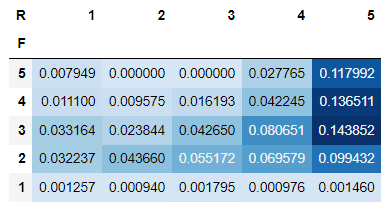 R 1 2 3 4 5
F
5 0.007949 0.000000 0.000000 0.027765 0.117992
4 0.011100 0.009575 0.016193 0.042245 0.136511
3 0.033164 0.023844 0.042650 0.080651 0.143852
2 0.032237 0.043660 0.055172 0.069579 0.099432
1 0.001257 0.000940 0.001795 0.000976 0.001460